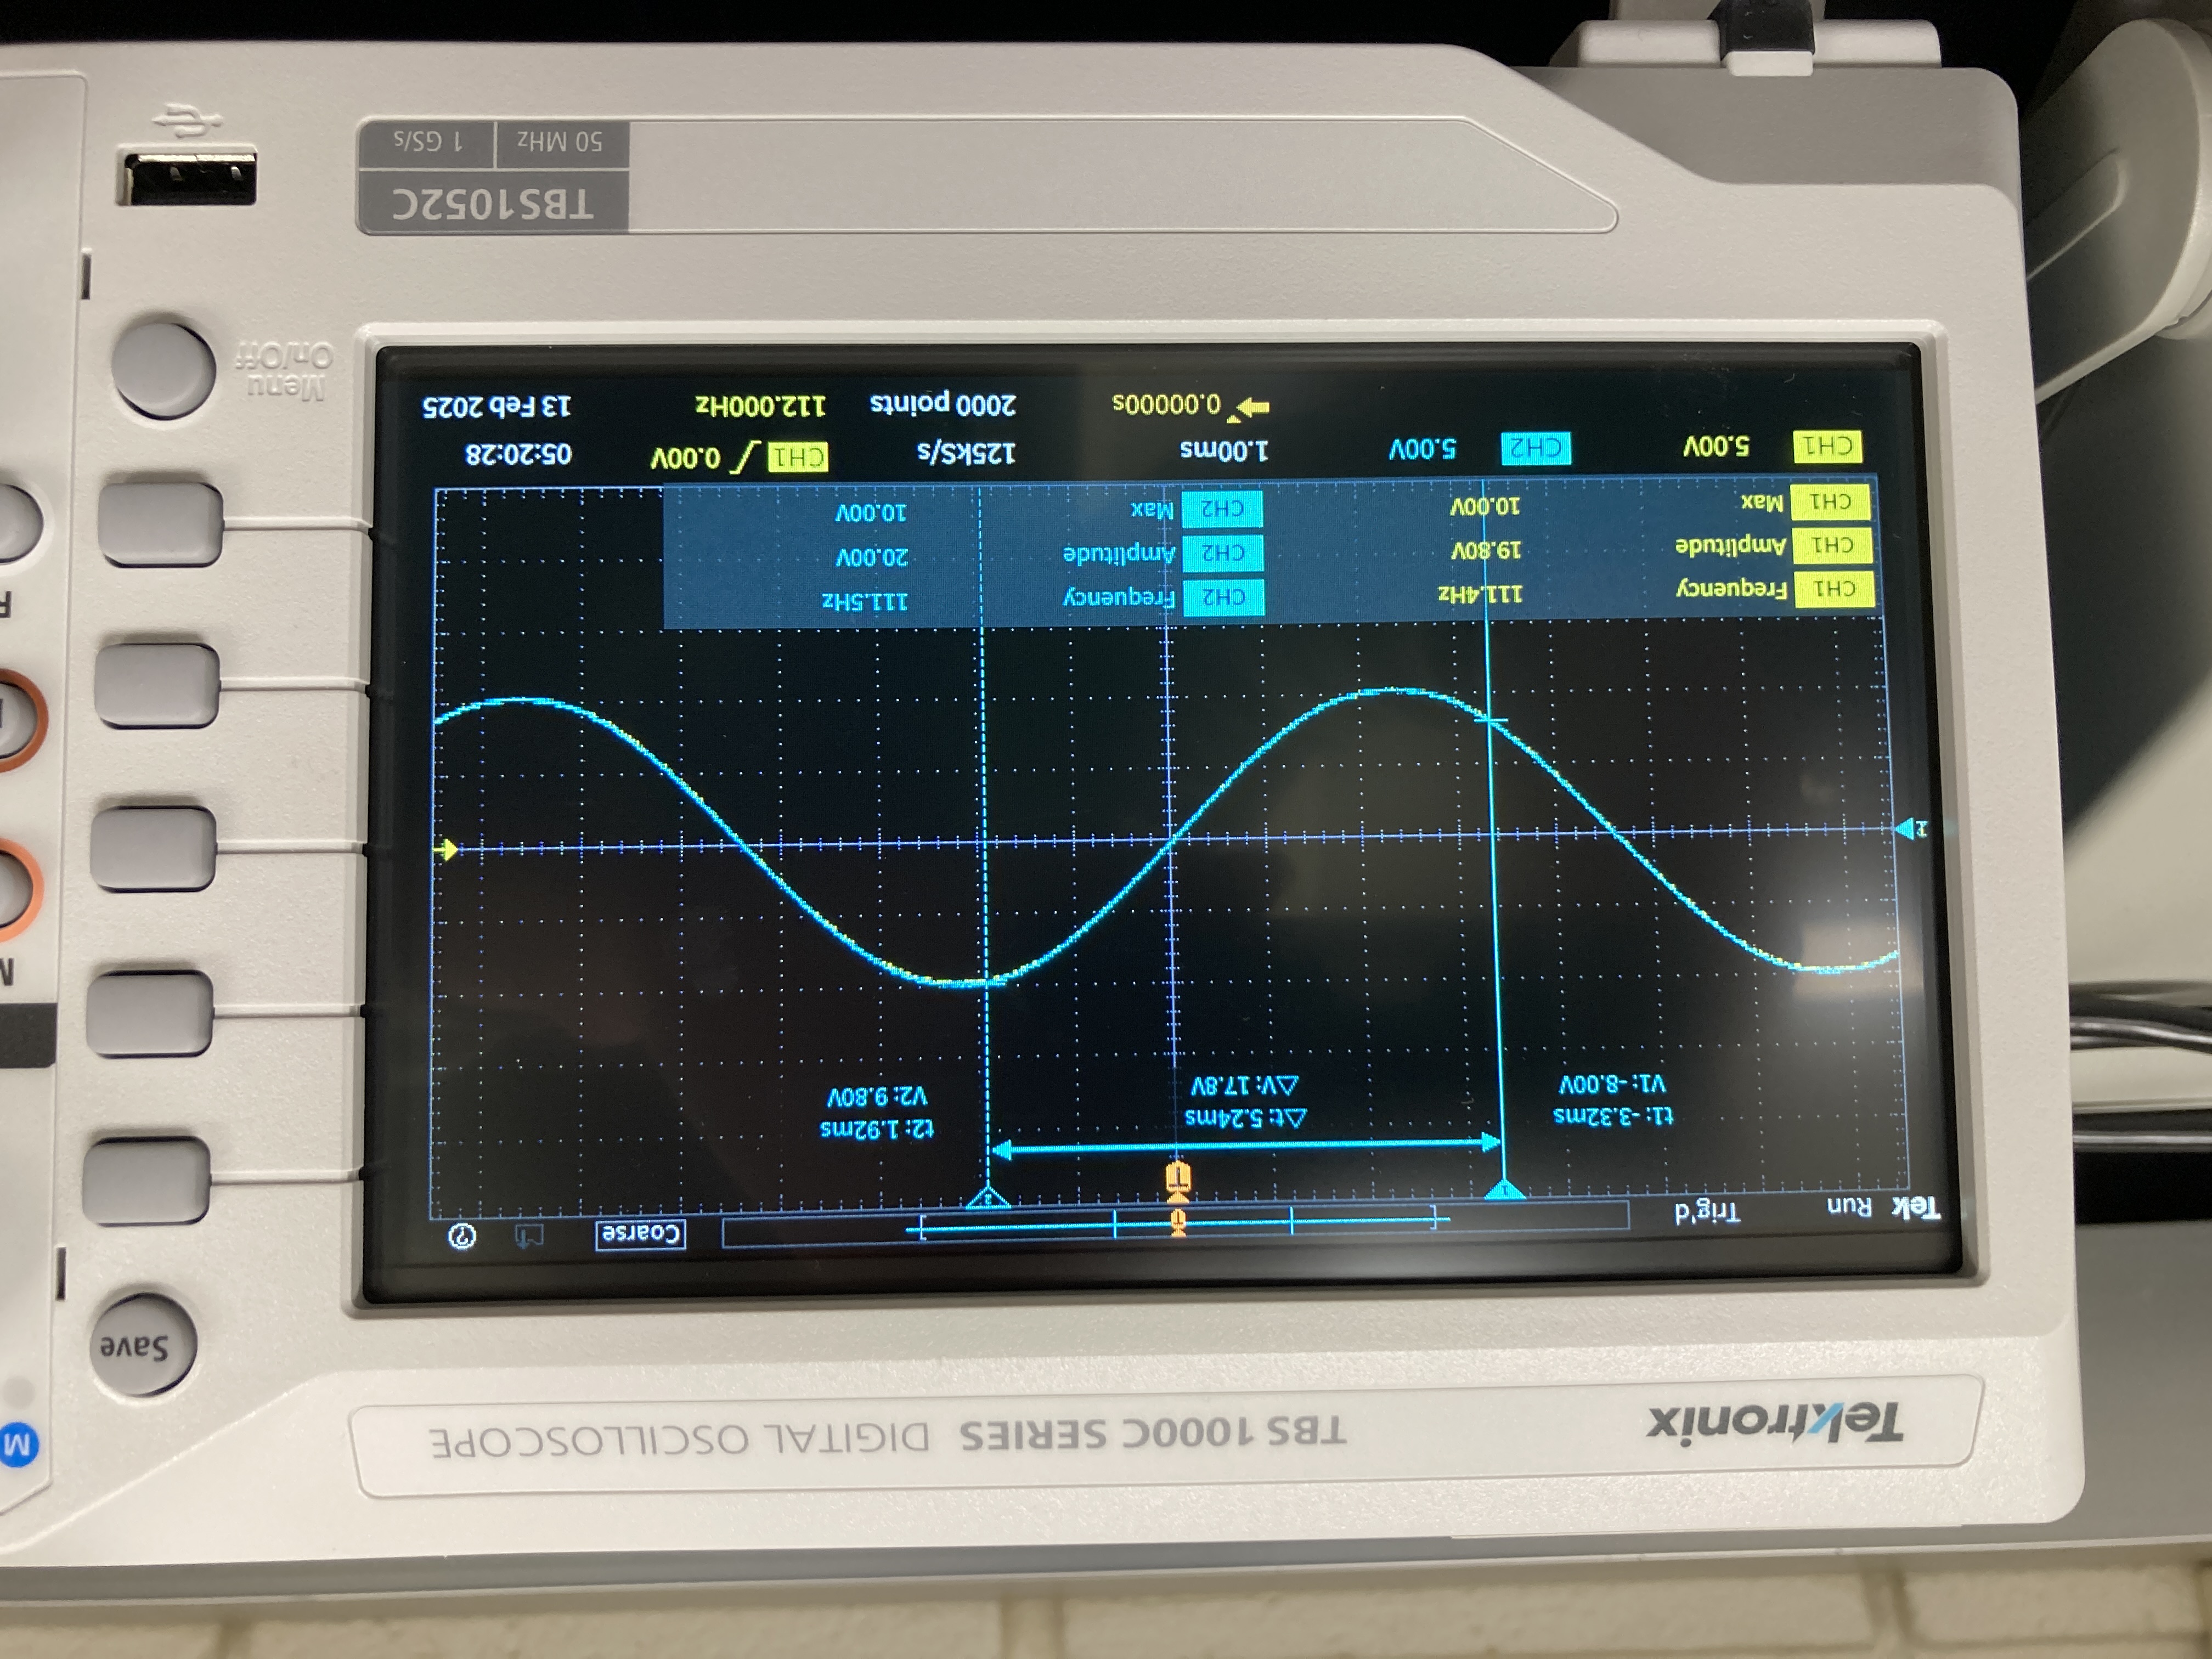 Tektronix
TBS 1000C SERIES DIGITAL OSCILLOSCOPE
M
Save
Tek Run Trig'd T Coarse ?
1 T 2
t1: -3.32ms △t: 5.24ms t2: 1.92ms
V1: -8.00V △V: 17.8V V2: 9.80V
CH1 Frequency 111.4Hz CH2 Frequency 111.5Hz
CH1 Amplitude 19.80V CH2 Amplitude 20.00V
CH1 Max 10.00V CH2 Max 10.00V
CH1 5.00V CH2 5.00V 1.00ms 125kS/s CH1 0.00V 05:20:28
0.00000s 2000 points 112.000Hz 13 Feb 2025
Menu
On/Off
TBS1052C
50 MHz 1 GS/s